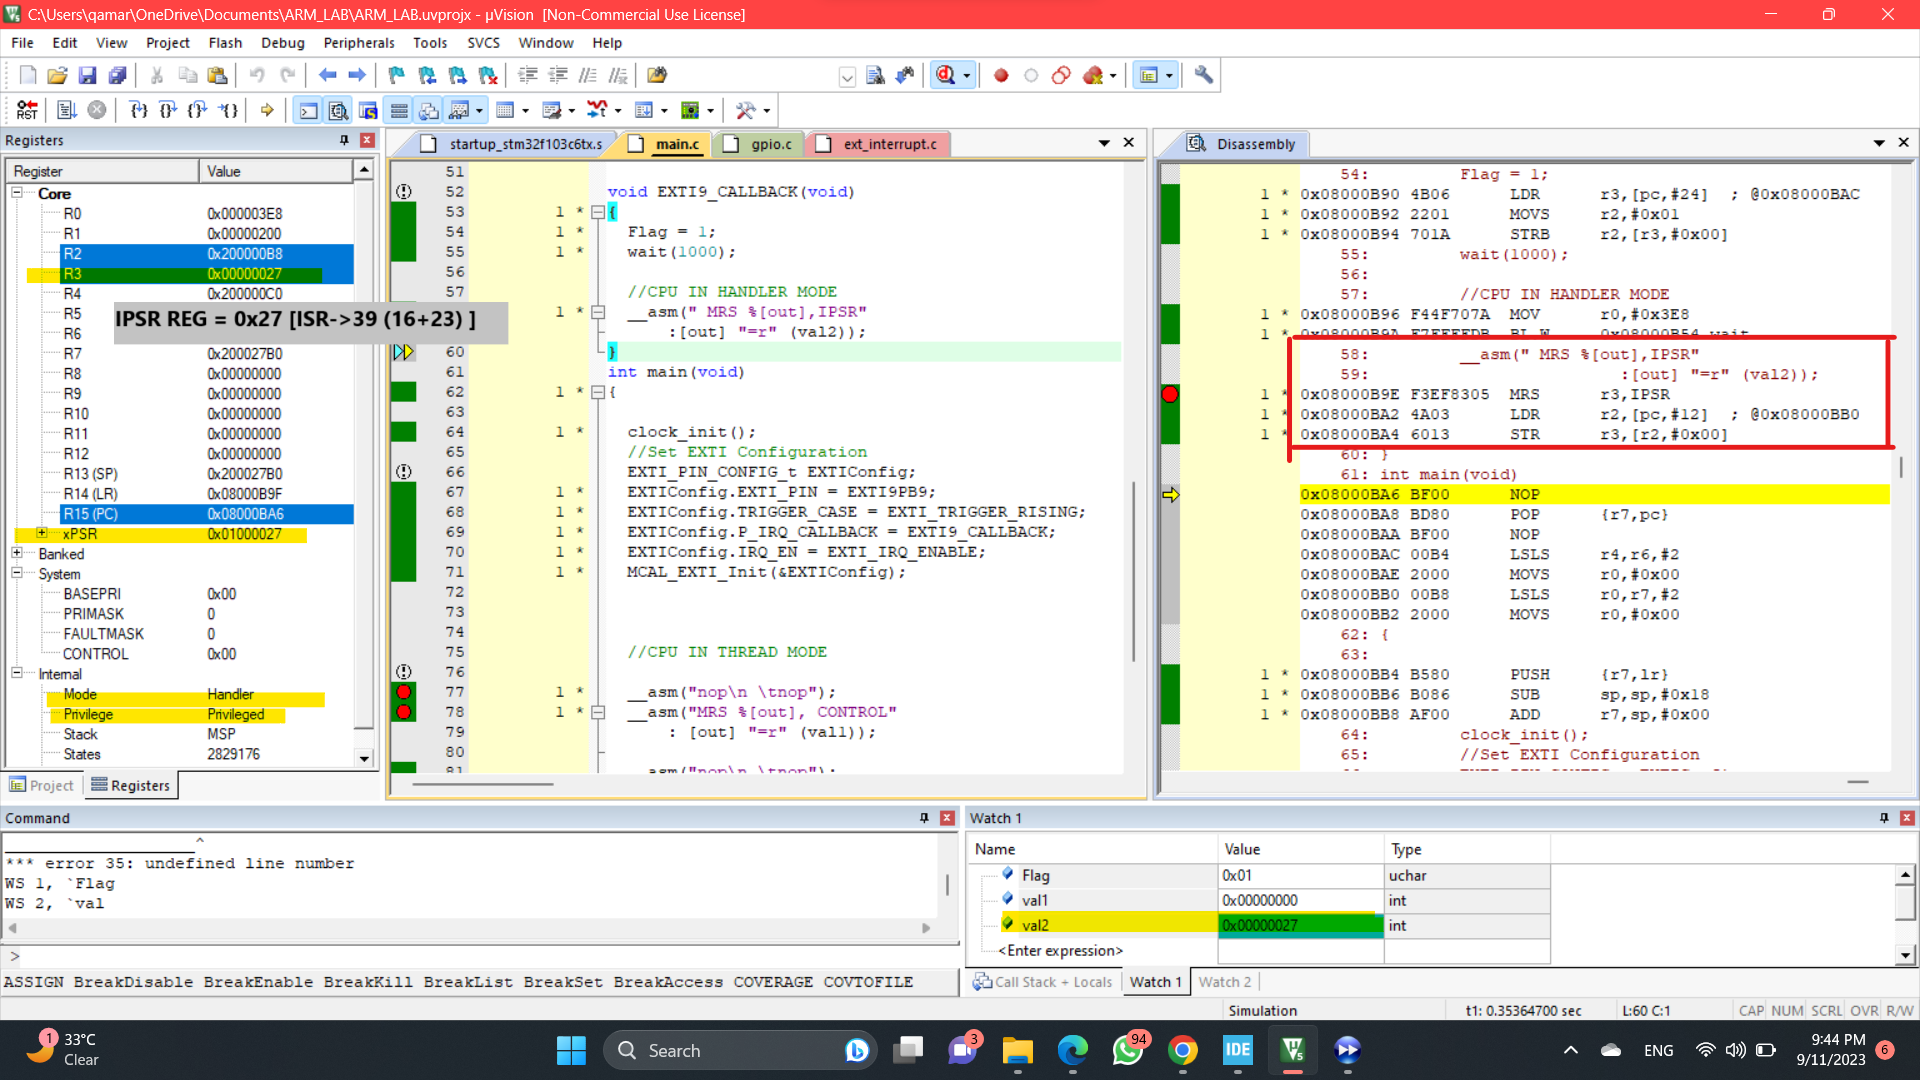 C:\Users\qamar\OneDrive\Documents\ARM_LAB\ARM_LAB.uvprojx - µVision  [Non-Commercial Use License]
File Edit View Project Flash Debug Peripherals Tools SVCS Window Help
RST
Registers
Register Value
Core
R0 0x000003E8
R1 0x00000200
R2 0x200000B8
R3 0x00000027
R4 0x200000C0
R5
IPSR REG = 0x27 [ISR->39 (16+23) ]
R6
R7 0x200027B0
R8 0x00000000
R9 0x00000000
R10 0x00000000
R11 0x00000000
R12 0x00000000
R13 (SP) 0x200027B0
R14 (LR) 0x08000B9F
R15 (PC) 0x08000BA6
xPSR 0x01000027
Banked
System
BASEPRI 0x00
PRIMASK 0
FAULTMASK 0
CONTROL 0x00
Internal
Mode Handler
Privilege Privileged
Stack MSP
States 2829176
Project Registers
startup_stm32f103c6tx.s main.c gpio.c ext_interrupt.c
51
52 void EXTI9_CALLBACK(void)
53 1 * {
54 1 * Flag = 1;
55 1 * wait(1000);
56
57 //CPU IN HANDLER MODE
1 * __asm(" MRS %[out],IPSR"
:[out] "=r" (val2));
60 }
61 int main(void)
62 1 * {
63
64 1 * clock_init();
65 //Set EXTI Configuration
66 EXTI_PIN_CONFIG_t EXTIConfig;
67 1 * EXTIConfig.EXTI_PIN = EXTI9PB9;
68 1 * EXTIConfig.TRIGGER_CASE = EXTI_TRIGGER_RISING;
69 1 * EXTIConfig.P_IRQ_CALLBACK = EXTI9_CALLBACK;
70 1 * EXTIConfig.IRQ_EN = EXTI_IRQ_ENABLE;
71 1 * MCAL_EXTI_Init(&EXTIConfig);
72
73
74
75 //CPU IN THREAD MODE
76
77 1 * __asm("nop\n \tnop");
78 1 * __asm("MRS %[out], CONTROL"
79 : [out] "=r" (val1));
80
81 1 * __asm("nop\n \tnop");
Disassembly
54: Flag = 1;
1 * 0x08000B90 4B06 LDR r3,[pc,#24] ; @0x08000BAC
1 * 0x08000B92 2201 MOVS r2,#0x01
1 * 0x08000B94 701A STRB r2,[r3,#0x00]
55: wait(1000);
56:
57: //CPU IN HANDLER MODE
1 * 0x08000B96 F44F707A MOV r0,#0x3E8
1 * 0x08000B9A F7FFFFDB BL.W 0x08000B54 wait
58: __asm(" MRS %[out],IPSR"
59: :[out] "=r" (val2));
1 * 0x08000B9E F3EF8305 MRS r3,IPSR
1 * 0x08000BA2 4A03 LDR r2,[pc,#12] ; @0x08000BB0
1 * 0x08000BA4 6013 STR r3,[r2,#0x00]
60: }
61: int main(void)
0x08000BA6 BF00 NOP
0x08000BA8 BD80 POP {r7,pc}
0x08000BAA BF00 NOP
0x08000BAC 00B4 LSLS r4,r6,#2
0x08000BAE 2000 MOVS r0,#0x00
0x08000BB0 00B8 LSLS r0,r7,#2
0x08000BB2 2000 MOVS r0,#0x00
62: {
63:
1 * 0x08000BB4 B580 PUSH {r7,lr}
1 * 0x08000BB6 B086 SUB sp,sp,#0x18
1 * 0x08000BB8 AF00 ADD r7,sp,#0x00
64: clock_init();
65: //Set EXTI Configuration
Command
^
*** error 35: undefined line number
WS 1, `Flag
WS 2, `val
>
ASSIGN BreakDisable BreakEnable BreakKill BreakList BreakSet BreakAccess COVERAGE COVTOFILE
Watch 1
Name Value Type
Flag 0x01 uchar
val1 0x00000000 int
val2 0x00000027 int
<Enter expression>
Call Stack + Locals Watch 1 Watch 2
Simulation t1: 0.35364700 sec L:60 C:1 CAP NUM SCRL OVR R/W
1 33°C
Clear
Search
3
94
IDE
ENG
9:44 PM
9/11/2023
6